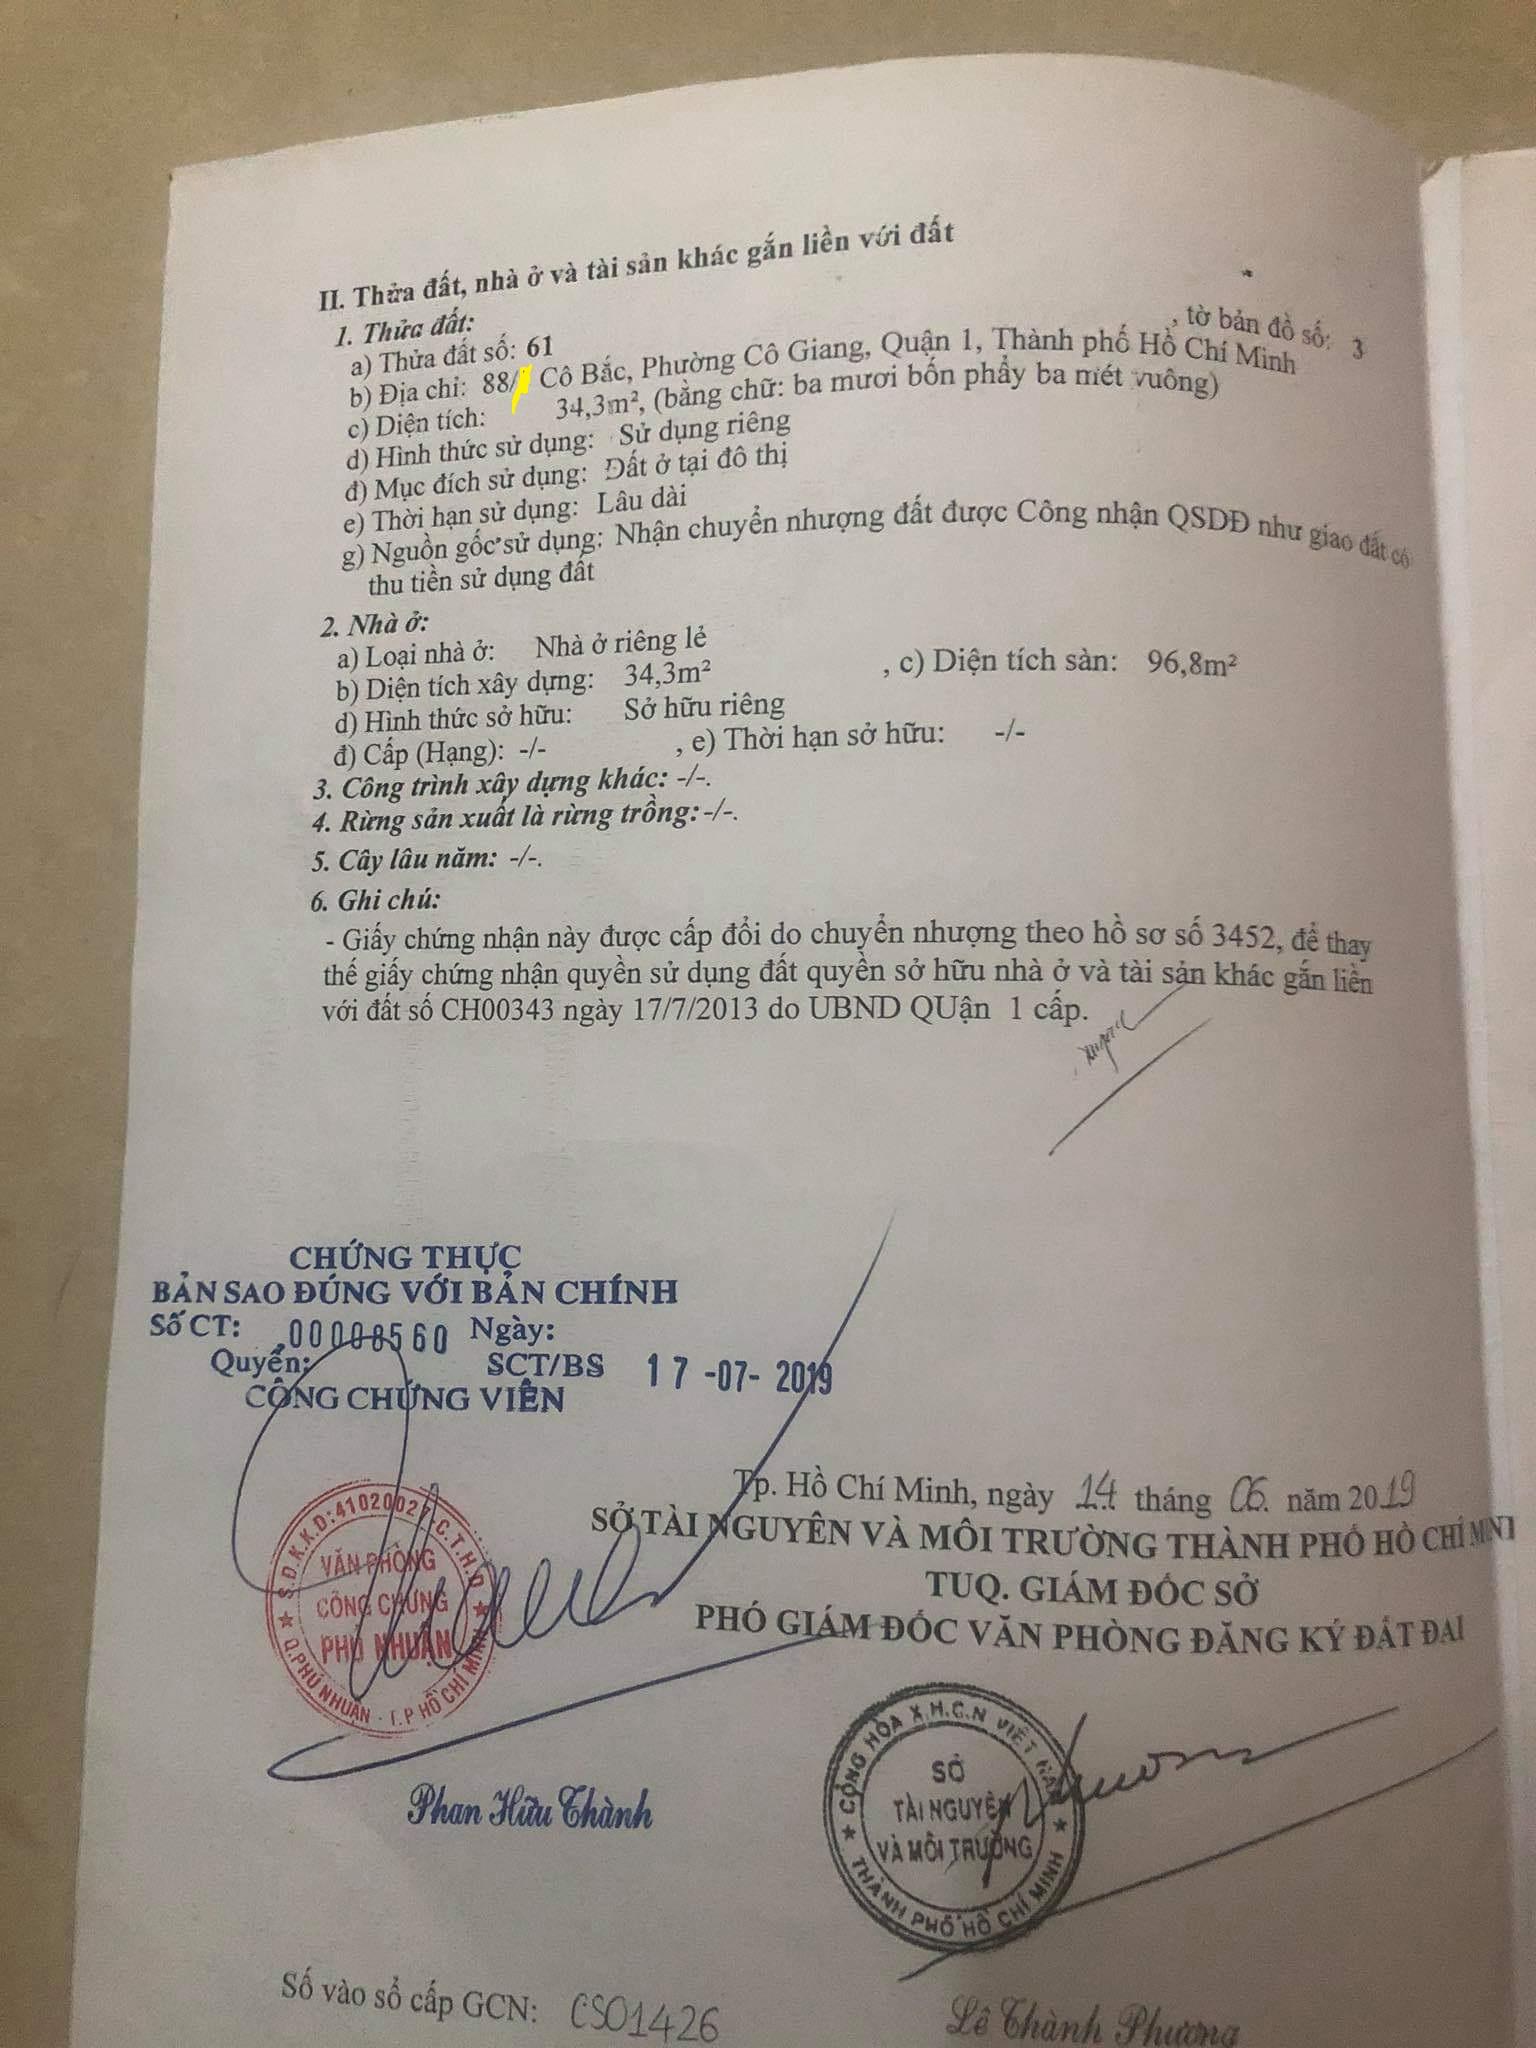 II. Thửa đất, nhà ở và tài sản khác gắn liền với đất
1. Thửa đất:
a) Thửa đất số: 61 , tờ bản đồ số: 3
b) Địa chỉ: 88/ Cô Bắc, Phường Cô Giang, Quận 1, Thành phố Hồ Chí Minh
c) Diện tích: 34,3m², (bằng chữ: ba mươi bốn phẩy ba mét vuông)
d) Hình thức sử dụng: Sử dụng riêng
đ) Mục đích sử dụng: Đất ở tại đô thị
e) Thời hạn sử dụng: Lâu dài
g) Nguồn gốc sử dụng: Nhận chuyển nhượng đất được Công nhận QSDĐ như giao đất có
thu tiền sử dụng đất
2. Nhà ở:
a) Loại nhà ở: Nhà ở riêng lẻ
b) Diện tích xây dựng: 34,3m² , c) Diện tích sàn: 96,8m²
d) Hình thức sở hữu: Sở hữu riêng
đ) Cấp (Hạng): -/- , e) Thời hạn sở hữu: -/-
3. Công trình xây dựng khác: -/-.
4. Rừng sản xuất là rừng trồng: -/-.
5. Cây lâu năm: -/-.
6. Ghi chú:
- Giấy chứng nhận này được cấp đổi do chuyển nhượng theo hồ sơ số 3452, để thay
thế giấy chứng nhận quyền sử dụng đất quyền sở hữu nhà ở và tài sản khác gắn liền
với đất số CH00343 ngày 17/7/2013 do UBND QUận 1 cấp.
CHỨNG THỰC
BẢN SAO ĐÚNG VỚI BẢN CHÍNH
Số CT: 00008560 Ngày:
Quyển: SCT/BS 17-07-2019
CÔNG CHỨNG VIÊN
S.Đ.K.K.Đ:4102002 C.T.H.D
VĂN PHÒNG
CÔNG CHỨNG
PHÚ NHUẬN
Q.PHÚ NHUẬN - T.P HỒ CHÍ MINH
Phan Hữu Thành
Tp. Hồ Chí Minh, ngày 14 tháng 06. năm 2019
SỞ TÀI NGUYÊN VÀ MÔI TRƯỜNG THÀNH PHỐ HỒ CHÍ MINH
TUQ. GIÁM ĐỐC SỞ
PHÓ GIÁM ĐỐC VĂN PHÒNG ĐĂNG KÝ ĐẤT ĐAI
CỘNG HÒA X.H.C.N VIỆT NAM
SỞ
TÀI NGUYÊN
VÀ MÔI TRƯỜNG
THÀNH PHỐ HỒ CHÍ MINH
Lê Thành Phương
Số vào sổ cấp GCN: CS01426